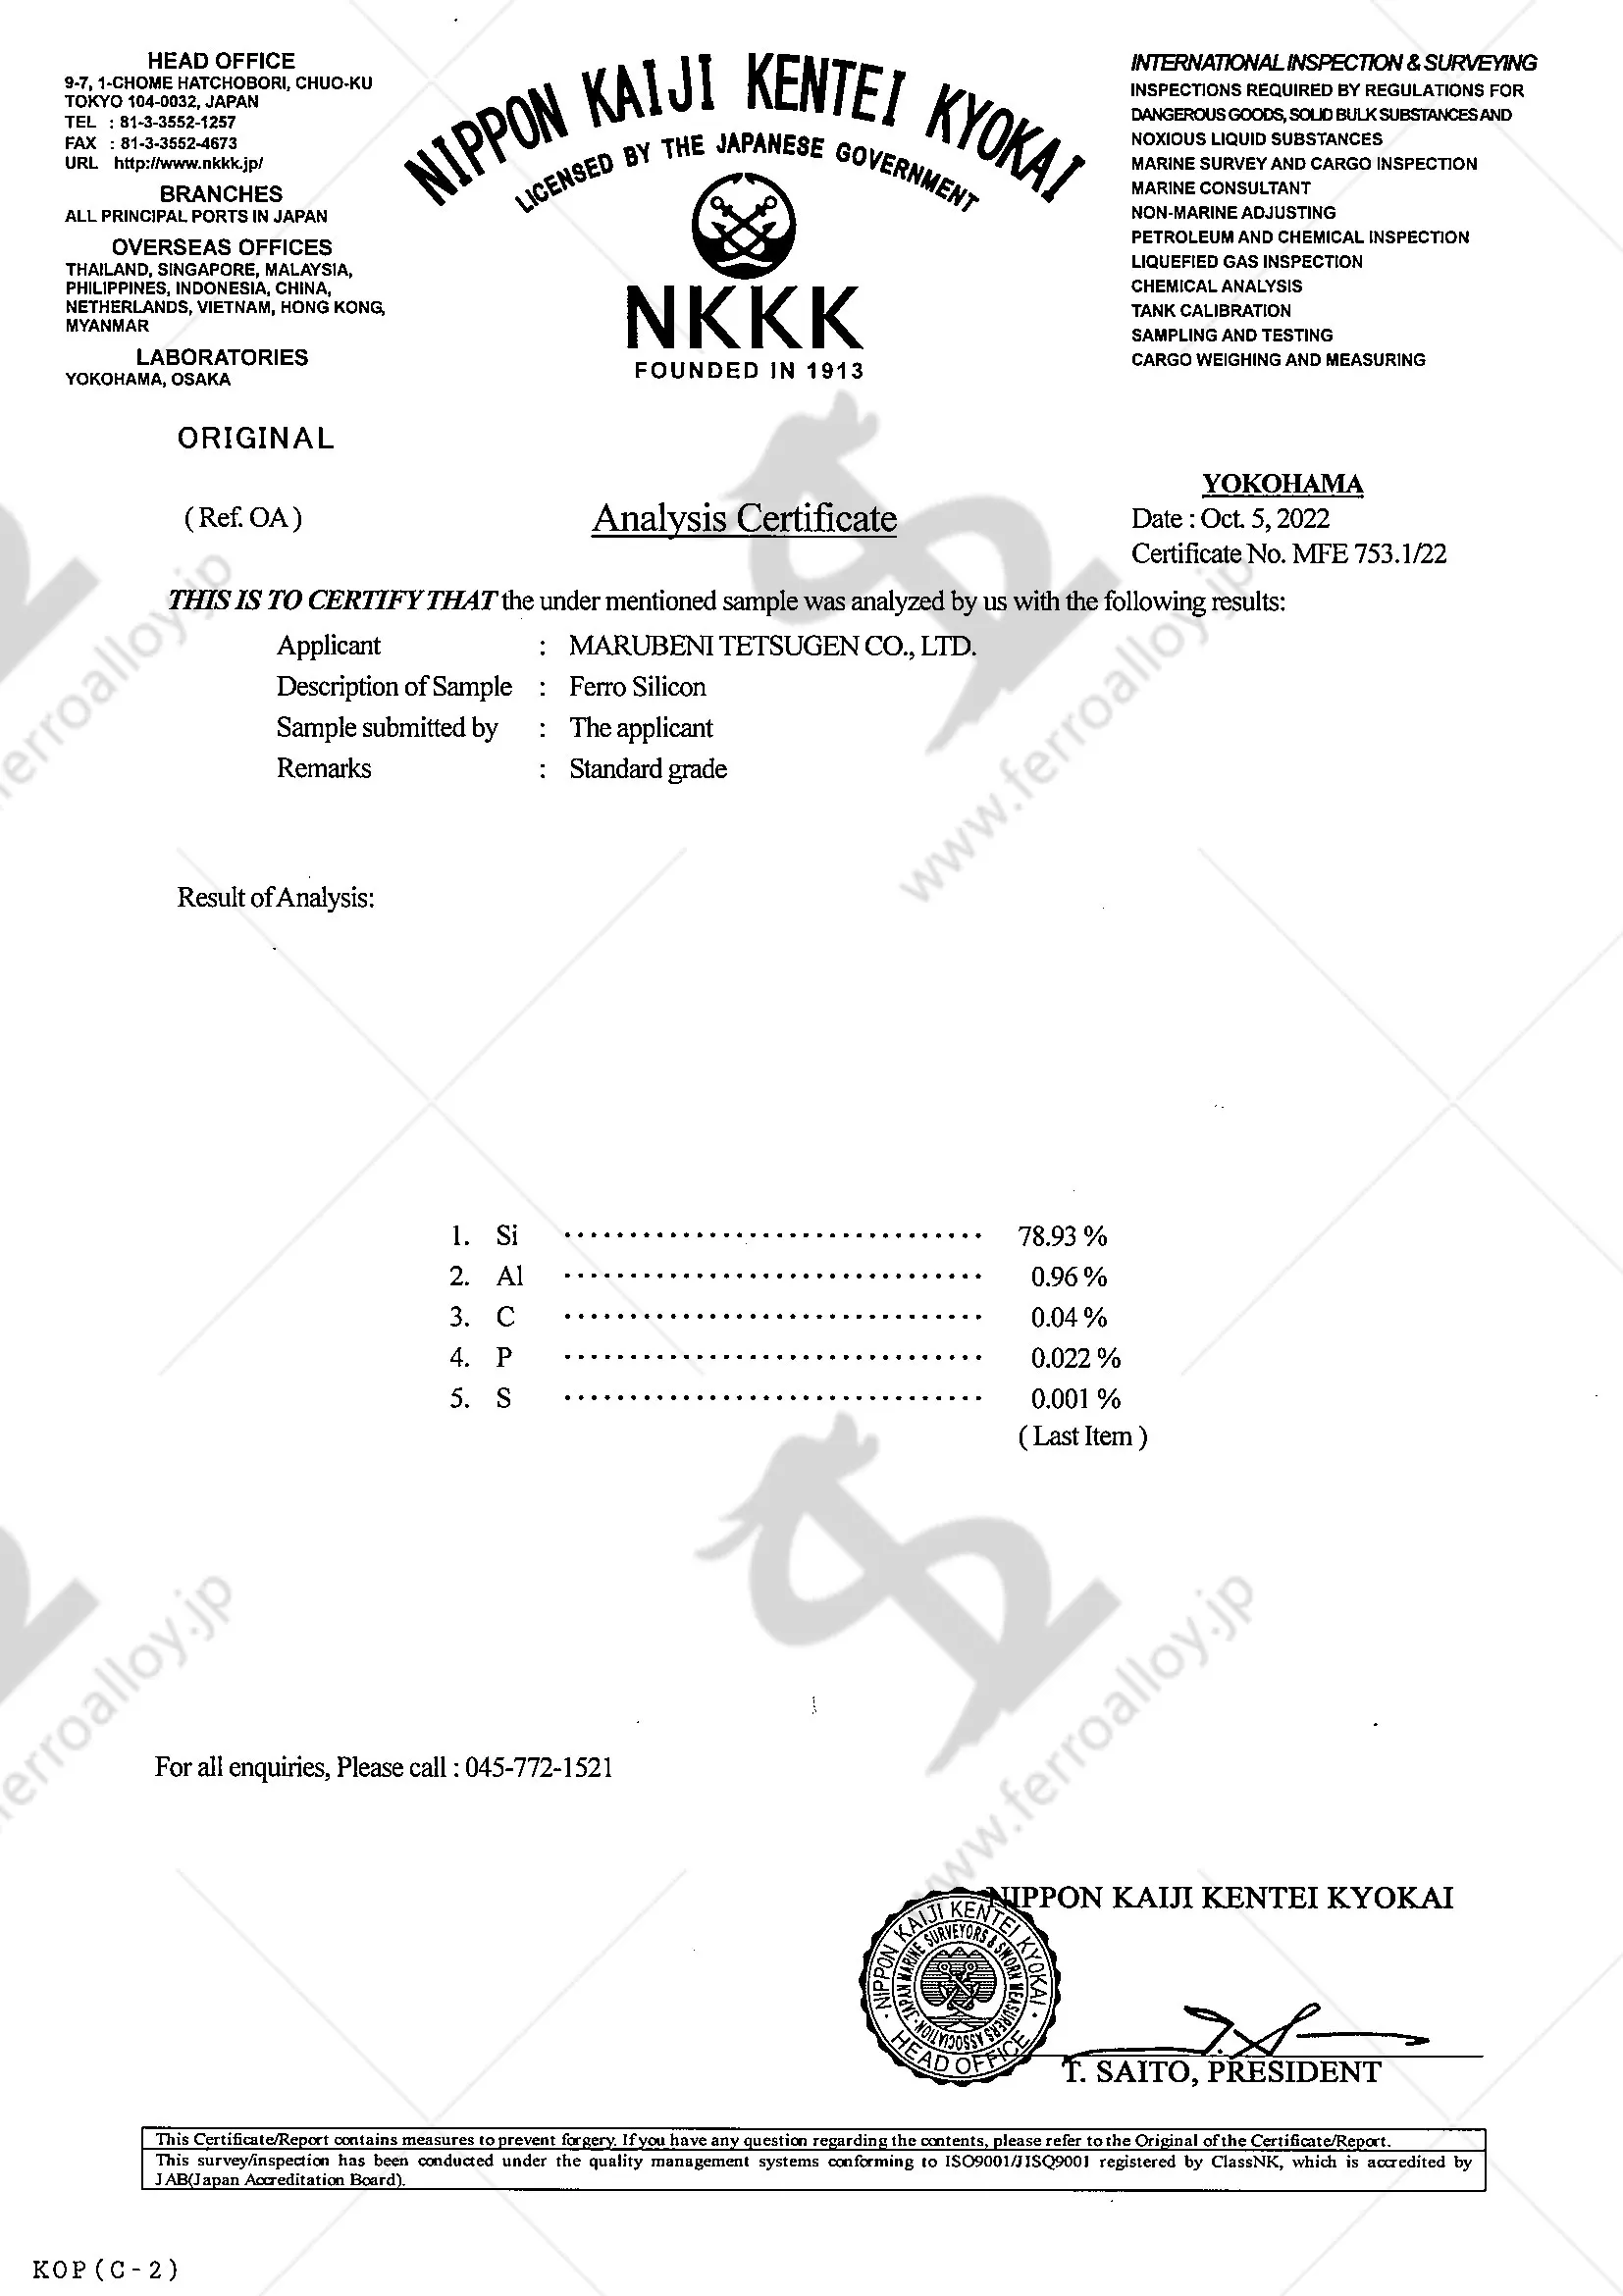 HEAD OFFICE
9-7, 1-CHOME HATCHOBORI, CHUO-KU
TOKYO 104-0032, JAPAN
TEL : 81-3-3552-1257
FAX : 81-3-3552-4673
URL http://www.nkkk.jp/
BRANCHES
ALL PRINCIPAL PORTS IN JAPAN
OVERSEAS OFFICES
THAILAND, SINGAPORE, MALAYSIA,
PHILIPPINES, INDONESIA, CHINA,
NETHERLANDS, VIETNAM, HONG KONG,
MYANMAR
LABORATORIES
YOKOHAMA, OSAKA
NIPPON KAIJI KENTEI KYOKAI
LICENSED BY THE JAPANESE GOVERNMENT
NKKK
FOUNDED IN 1913
INTERNATIONAL INSPECTION & SURVEYING
INSPECTIONS REQUIRED BY REGULATIONS FOR
DANGEROUS GOODS, SOLID BULK SUBSTANCES AND
NOXIOUS LIQUID SUBSTANCES
MARINE SURVEY AND CARGO INSPECTION
MARINE CONSULTANT
NON-MARINE ADJUSTING
PETROLEUM AND CHEMICAL INSPECTION
LIQUEFIED GAS INSPECTION
CHEMICAL ANALYSIS
TANK CALIBRATION
SAMPLING AND TESTING
CARGO WEIGHING AND MEASURING
ORIGINAL
YOKOHAMA
( Ref. OA )
Analysis Certificate
Date : Oct. 5, 2022
Certificate No. MFE 753.1/22
THIS IS TO CERTIFY THAT the under mentioned sample was analyzed by us with the following results:
Applicant : MARUBENI TETSUGEN CO., LTD.
Description of Sample : Ferro Silicon
Sample submitted by : The applicant
Remarks : Standard grade
www.ferroalloy.jp
ferroalloy.jp
Result of Analysis:
1. Si ································ 78.93 %
2. Al ································ 0.96 %
3. C ································ 0.04 %
4. P ································ 0.022 %
5. S ································ 0.001 %
( Last Item )
www.ferroalloy.jp
ferroalloy.jp
For all enquiries, Please call : 045-772-1521
NIPPON KAIJI KENTEI KYOKAI
NIPPON KAIJI KENTEI KYOKAI
JAPAN MARINE SURVEYORS & SWORN MEASURERS ASSOCIATION
HEAD OFFICE
T. SAITO, PRESIDENT
This Certificate/Report contains measures to prevent forgery. If you have any question regarding the contents, please refer to the Original of the Certificate/Report.
This survey/inspection has been conducted under the quality management systems conforming to ISO9001/JISQ9001 registered by ClassNK, which is accredited by
JAB(Japan Accreditation Board).
KOP(C-2)